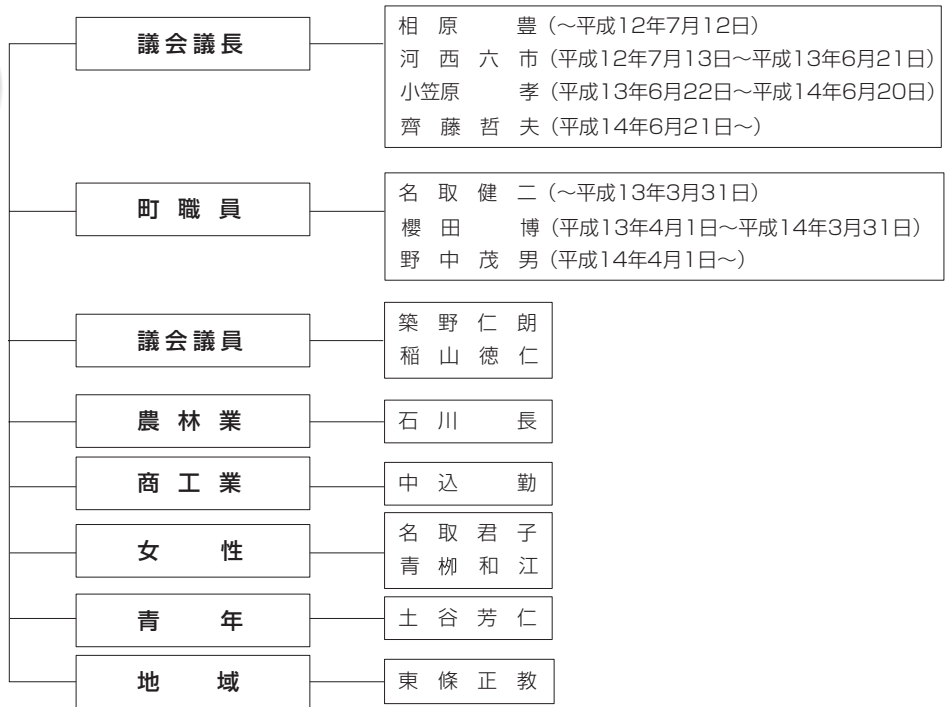 議会議長
相原 豊（～平成12年7月12日）
河西六市（平成12年7月13日～平成13年6月21日）
小笠原 孝（平成13年6月22日～平成14年6月20日）
齊藤哲夫（平成14年6月21日～）
町職員
名取健二（～平成13年3月31日）
櫻田 博（平成13年4月1日～平成14年3月31日）
野中茂男（平成14年4月1日～）
議会議員
築野仁朗
稲山徳仁
農林業
石川 長
商工業
中込 勤
女性
名取君子
青栁和江
青年
土谷芳仁
地域
東條正教